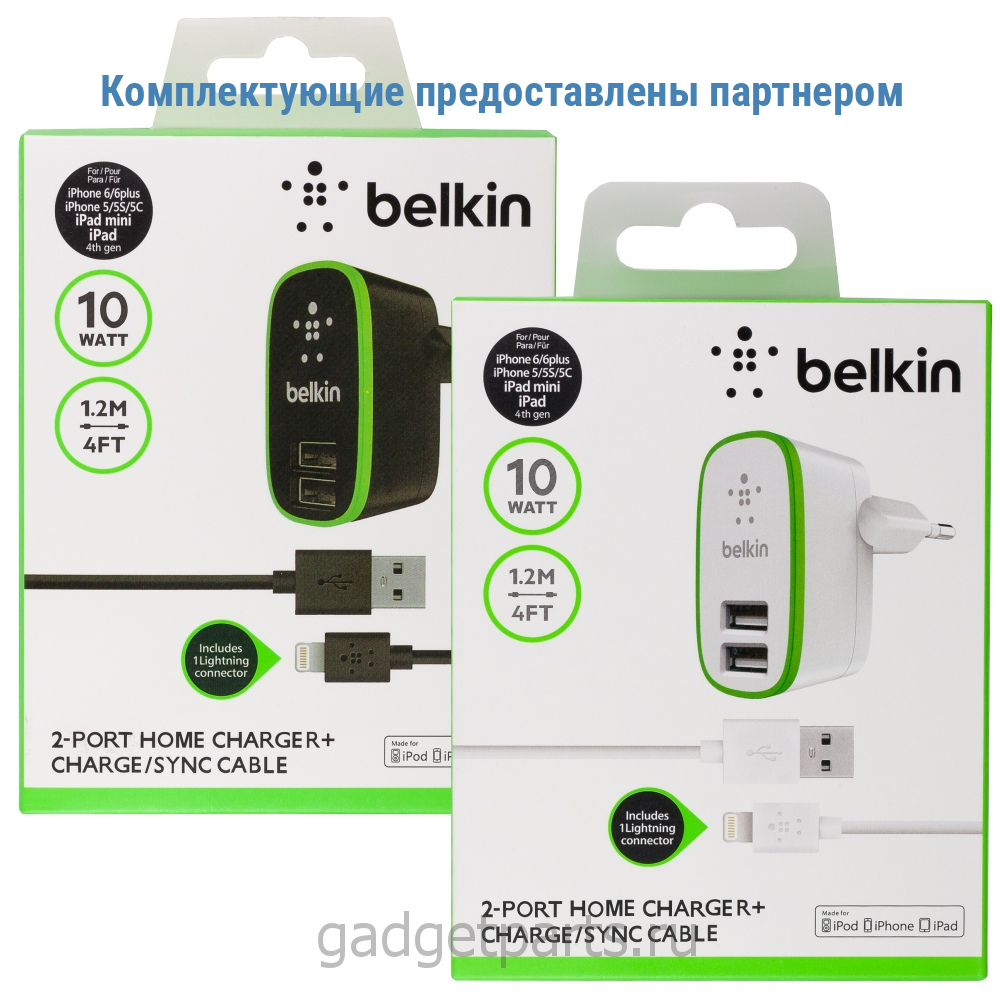 Комплектующие предоставлены партнером
belkin
For / Pour
Para / Für
iPhone 6/6plus
iPhone 5/5S/5C
iPad mini
iPad
4th gen
10
WATT
1.2M
4FT
belkin
Includes
1Lightning
connector
2-PORT HOME CHARGER+
CHARGE/SYNC CABLE
Made for
iPod
belkin
For / Pour
Para / Für
iPhone 6/6plus
iPhone 5/5S/5C
iPad mini
iPad
4th gen
10
WATT
1.2M
4FT
belkin
Includes
1Lightning
connector
2-PORT HOME CHARGER+
CHARGE/SYNC CABLE
Made for
iPod iPhone iPad
gadgetparts.ru